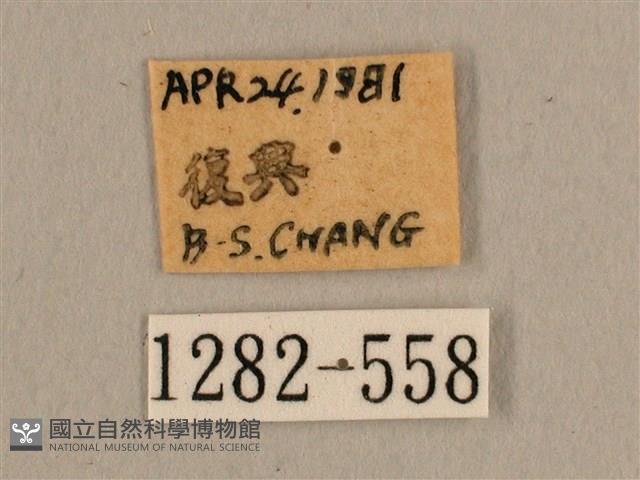 APR 24. 1981
復興
B-S. CHANG
1282-558
國立自然科學博物館
NATIONAL MUSEUM OF NATURAL SCIENCE